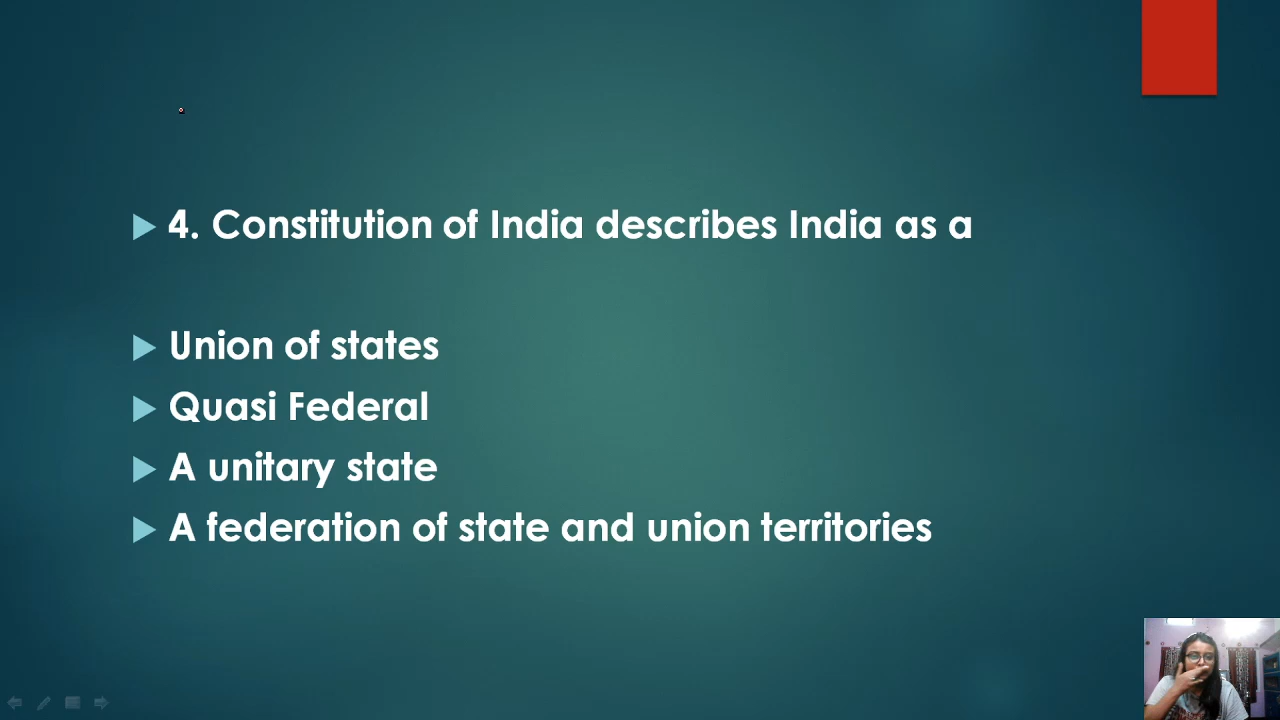 4. Constitution of India describes India as a
Union of states
Quasi Federal
A unitary state
A federation of state and union territories